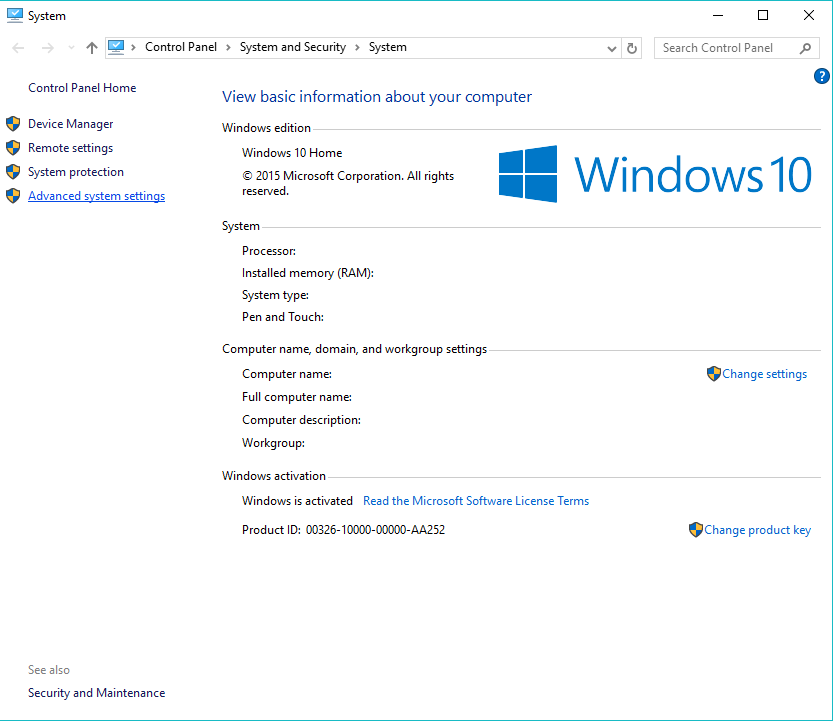 System
Control Panel > System and Security > System
Search Control Panel
?
Control Panel Home
Device Manager
Remote settings
System protection
Advanced system settings
View basic information about your computer
Windows edition
Windows 10 Home
© 2015 Microsoft Corporation. All rights
reserved.
Windows 10
System
Processor:
Installed memory (RAM):
System type:
Pen and Touch:
Computer name, domain, and workgroup settings
Computer name:
Change settings
Full computer name:
Computer description:
Workgroup:
Windows activation
Windows is activated Read the Microsoft Software License Terms
Product ID: 00326-10000-00000-AA252
Change product key
See also
Security and Maintenance